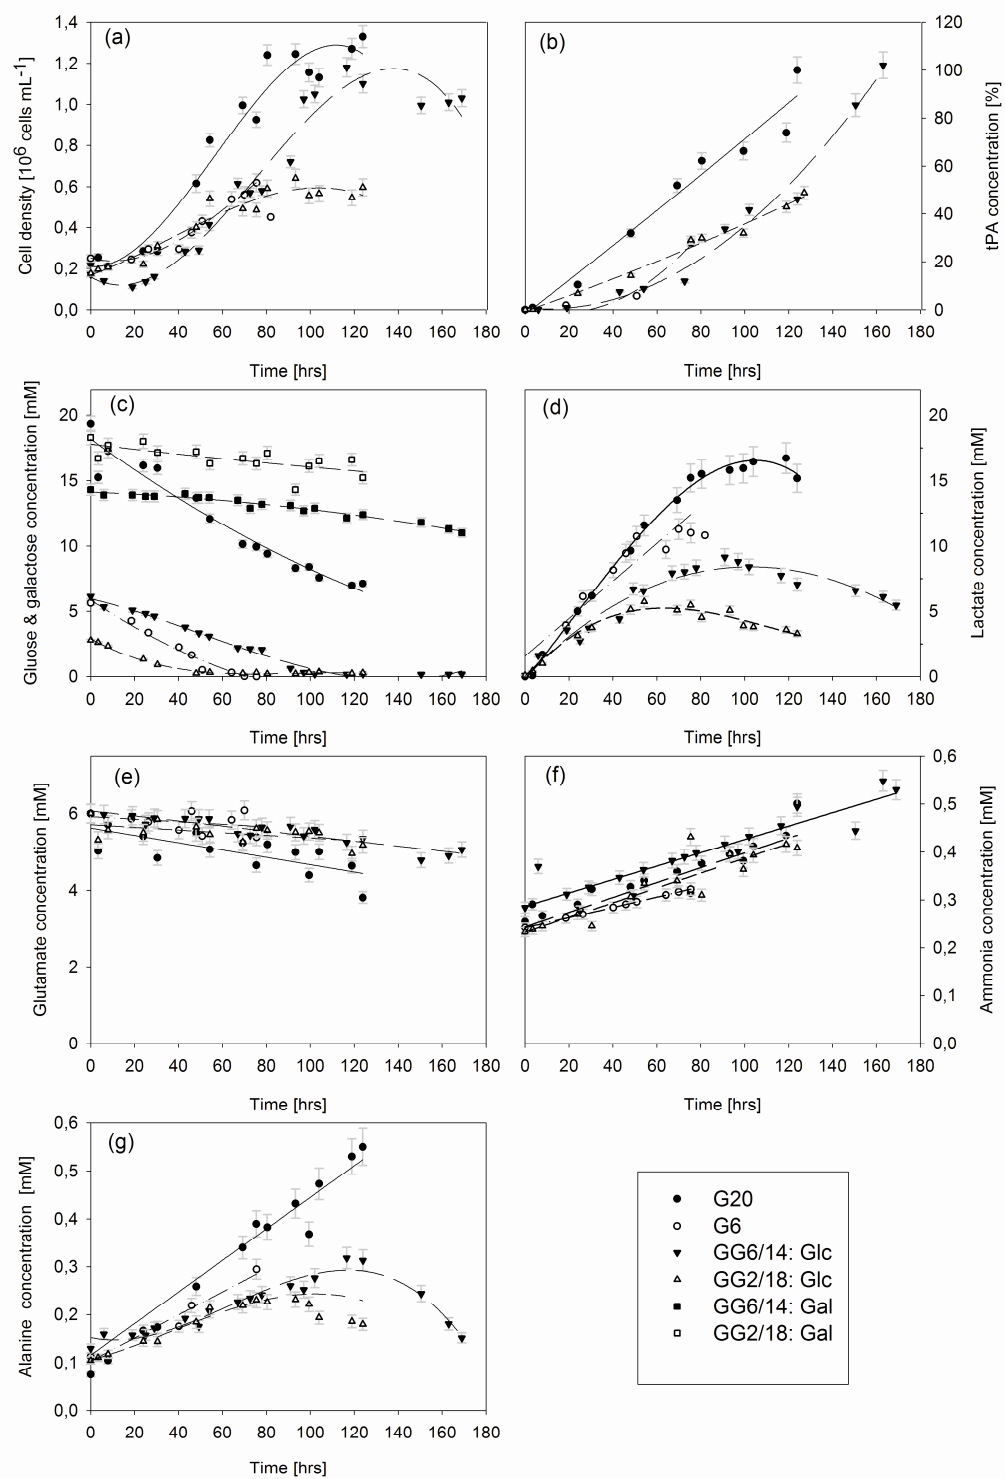 (a)
Cell density [10⁶ cells mL⁻¹]
1,4
1,2
1,0
0,8
0,6
0,4
0,2
0,0
0 20 40 60 80 100 120 140 160 180
Time [hrs]
(b)
tPA concentration [%]
120
100
80
60
40
20
0
0 20 40 60 80 100 120 140 160 180
Time [hrs]
(c)
Gluose & galactose concentration [mM]
20
15
10
5
0
0 20 40 60 80 100 120 140 160 180
Time [hrs]
(d)
Lactate concentration [mM]
20
15
10
5
0
0 20 40 60 80 100 120 140 160 180
Time [hrs]
(e)
Glutamate concentration [mM]
6
4
2
0
0 20 40 60 80 100 120 140 160 180
Time [hrs]
(f)
Ammonia concentration [mM]
0,6
0,5
0,4
0,3
0,2
0,1
0,0
0 20 40 60 80 100 120 140 160 180
Time [hrs]
(g)
Alanine concentration [mM]
0,6
0,5
0,4
0,3
0,2
0,1
0,0
0 20 40 60 80 100 120 140 160 180
Time [hrs]
G20
G6
GG6/14: Glc
GG2/18: Glc
GG6/14: Gal
GG2/18: Gal